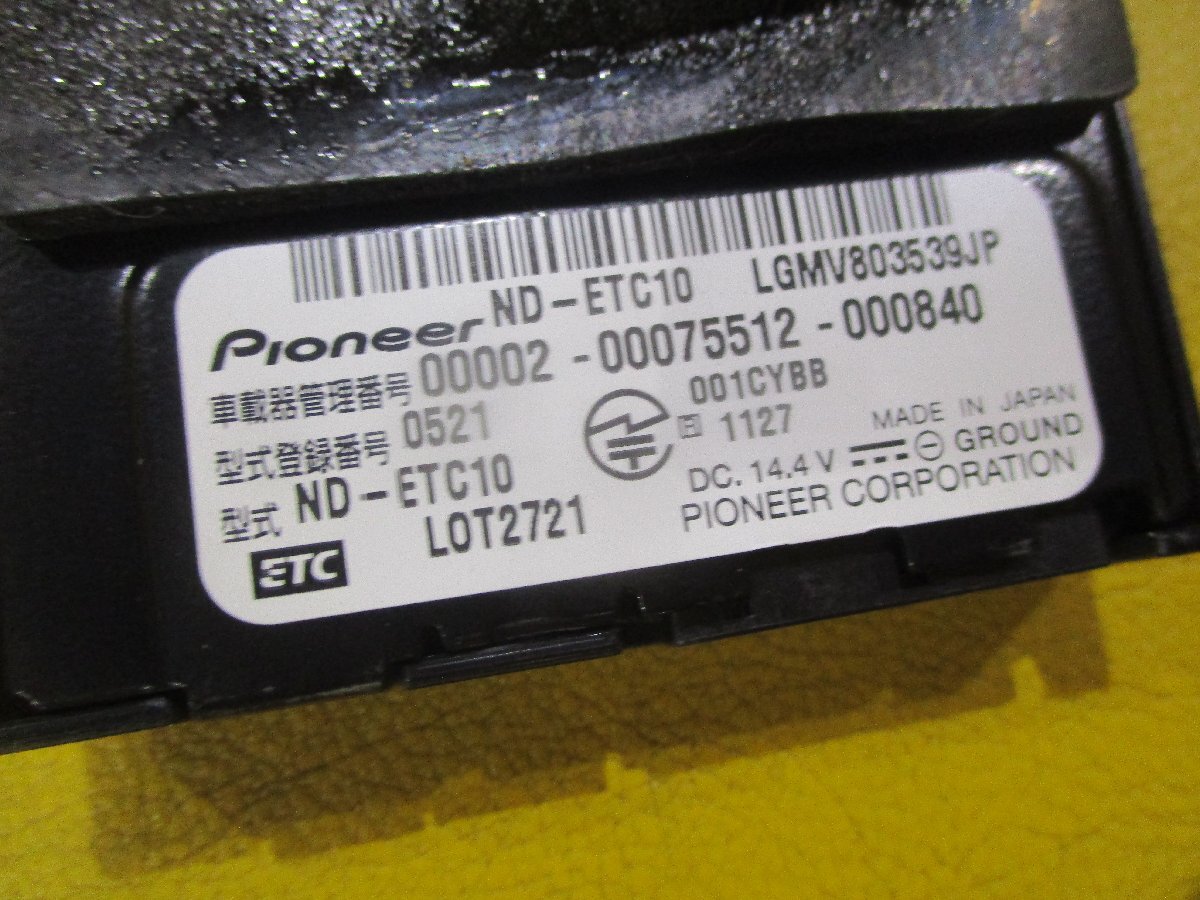 ND-ETC10 LGMV803539JP
Pioneer
車載器管理番号 00002-00075512-000840
型式登録番号 0521
001CYBB
1127
型式 ND-ETC10
LOT2721
MADE IN JAPAN
DC. 14.4 V GROUND
PIONEER CORPORATION
ETC